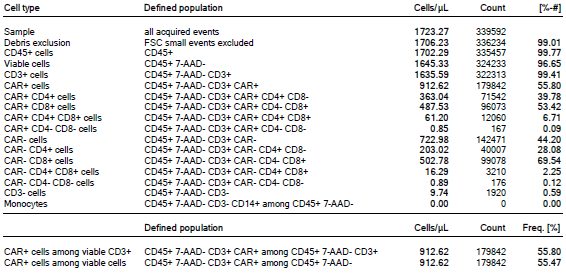 Cell type Defined population Cells/µL Count [%-#]
Sample all acquired events 1723.27 339592
Debris exclusion FSC small events excluded 1706.23 336234 99.01
CD45+ cells CD45+ 1702.29 335457 99.77
Viable cells CD45+ 7-AAD- 1645.33 324233 96.65
CD3+ cells CD45+ 7-AAD- CD3+ 1635.59 322313 99.41
CAR+ cells CD45+ 7-AAD- CD3+ CAR+ 912.62 179842 55.80
CAR+ CD4+ cells CD45+ 7-AAD- CD3+ CAR+ CD4+ CD8- 363.04 71542 39.78
CAR+ CD8+ cells CD45+ 7-AAD- CD3+ CAR+ CD4- CD8+ 487.53 96073 53.42
CAR+ CD4+ CD8+ cells CD45+ 7-AAD- CD3+ CAR+ CD4+ CD8+ 61.20 12060 6.71
CAR+ CD4- CD8- cells CD45+ 7-AAD- CD3+ CAR+ CD4- CD8- 0.85 167 0.09
CAR- cells CD45+ 7-AAD- CD3+ CAR- 722.98 142471 44.20
CAR- CD4+ cells CD45+ 7-AAD- CD3+ CAR- CD4+ CD8- 203.02 40007 28.08
CAR- CD8+ cells CD45+ 7-AAD- CD3+ CAR- CD4- CD8+ 502.78 99078 69.54
CAR- CD4+ CD8+ cells CD45+ 7-AAD- CD3+ CAR- CD4+ CD8+ 16.29 3210 2.25
CAR- CD4- CD8- cells CD45+ 7-AAD- CD3+ CAR- CD4- CD8- 0.89 176 0.12
CD3- cells CD45+ 7-AAD- CD3- 9.74 1920 0.59
Monocytes CD45+ 7-AAD- CD3- CD14+ among CD45+ 7-AAD- 0.00 0 0.00
Defined population Cells/µL Count Freq. [%]
CAR+ cells among viable CD3+ CD45+ 7-AAD- CD3+ CAR+ among CD45+ 7-AAD- CD3+ 912.62 179842 55.80
CAR+ cells among viable cells CD45+ 7-AAD- CD3+ CAR+ among CD45+ 7-AAD- 912.62 179842 55.47